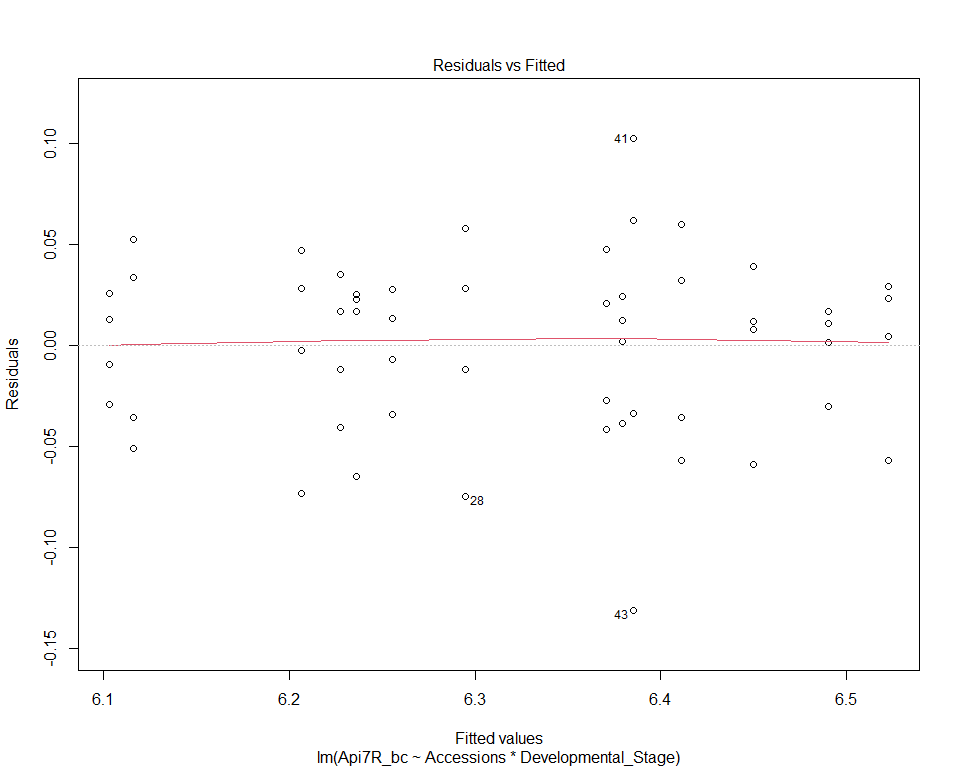 Residuals vs Fitted
0.10
0.05
0.00
-0.05
-0.10
-0.15
Residuals
41
28
43
6.1 6.2 6.3 6.4 6.5
Fitted values
lm(Api7R_bc ~ Accessions * Developmental_Stage)